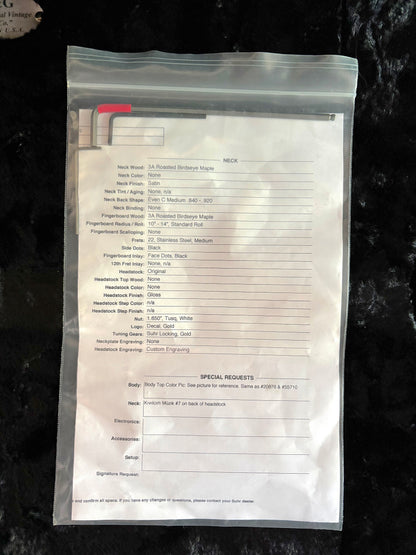 G
al Vintage
Co."
U.S.A.
NECK
Neck Wood: 3A Roasted Birdseye Maple
Neck Color: None
Neck Finish: Satin
Neck Tint / Aging: None, n/a
Neck Back Shape: Even C Medium .840 - .920
Neck Binding: None
Fingerboard Wood: 3A Roasted Birdseye Maple
Fingerboard Radius / Roll: 10" - 14", Standard Roll
Fingerboard Scalloping: None
Frets: 22, Stainless Steel, Medium
Side Dots: Black
Fingerboard Inlay: Face Dots, Black
12th Fret Inlay: None, n/a
Headstock: Original
Headstock Top Wood: None
Headstock Color: None
Headstock Finish: Gloss
Headstock Step Color: n/a
Headstock Step Finish: n/a
Nut: 1.650", Tusq, White
Logo: Decal, Gold
Tuning Gears: Suhr Locking, Gold
Neckplate Engraving: None
Headstock Engraving: Custom Engraving
SPECIAL REQUESTS
Body: Body Top Color Pic: See picture for reference. Same as #29876 & #35710
Neck: Kivilcim Müzik #7 on back of headstock
Electronics:
Accessories:
Setup:
Signature Request:
and confirm all specs. If you have any changes or questions, please contact your Suhr dealer.